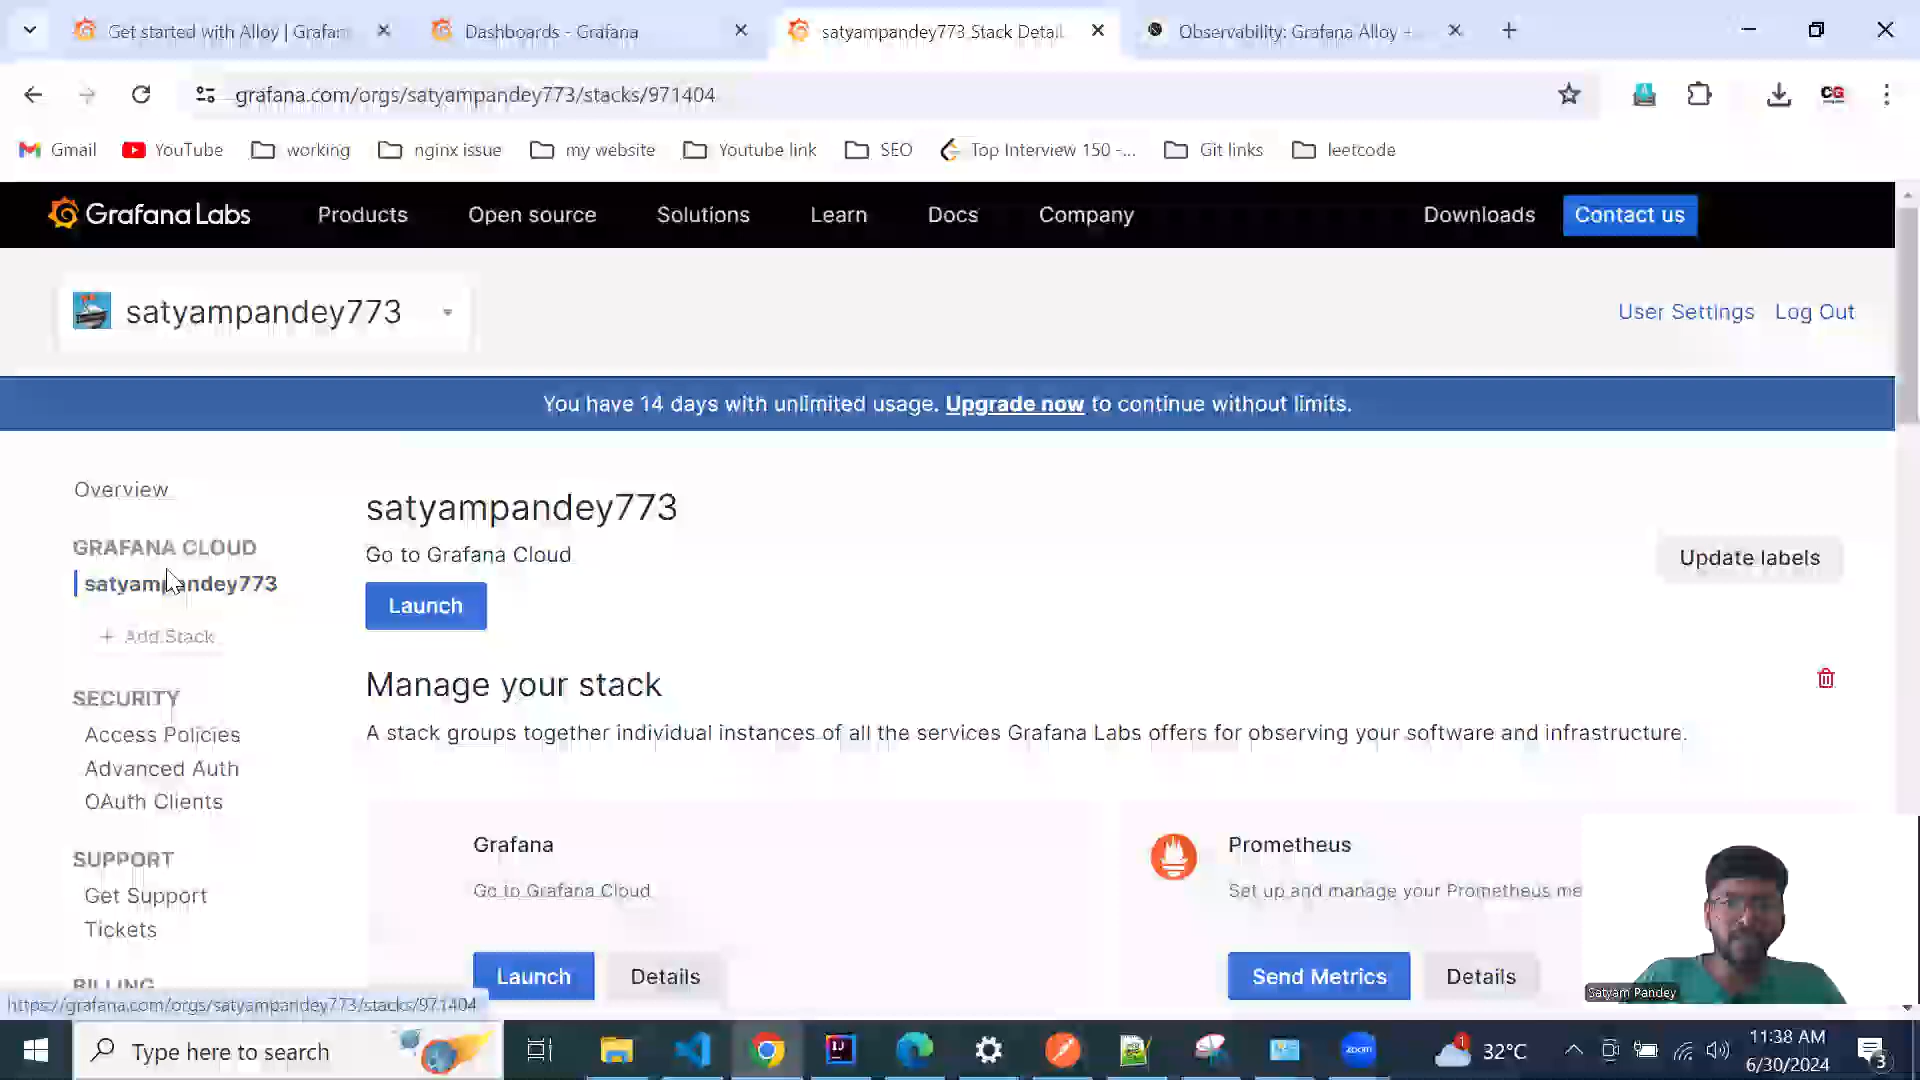 Get started with Alloy | Grafan
Dashboards - Grafana
satyampandey773 Stack Detail
Observability: Grafana Alloy +
grafana.com/orgs/satyampandey773/stacks/971404
Gmail
YouTube
working
nginx issue
my website
Youtube link
SEO
Top Interview 150 -...
Git links
leetcode
Grafana Labs
Products
Open source
Solutions
Learn
Docs
Company
Downloads
Contact us
satyampandey773
User Settings
Log Out
You have 14 days with unlimited usage. Upgrade now to continue without limits.
Overview
GRAFANA CLOUD
satyampandey773
+ Add Stack
SECURITY
Access Policies
Advanced Auth
OAuth Clients
SUPPORT
Get Support
Tickets
BILLING
satyampandey773
Go to Grafana Cloud
Launch
Update labels
Manage your stack
A stack groups together individual instances of all the services Grafana Labs offers for observing your software and infrastructure.
Grafana
Go to Grafana Cloud
Launch
Details
Prometheus
Set up and manage your Prometheus me
Send Metrics
Details
Satyam Pandey
https://grafana.com/orgs/satyampandey773/stacks/971404
Type here to search
zoom
1
32°C
11:38 AM
6/30/2024
3